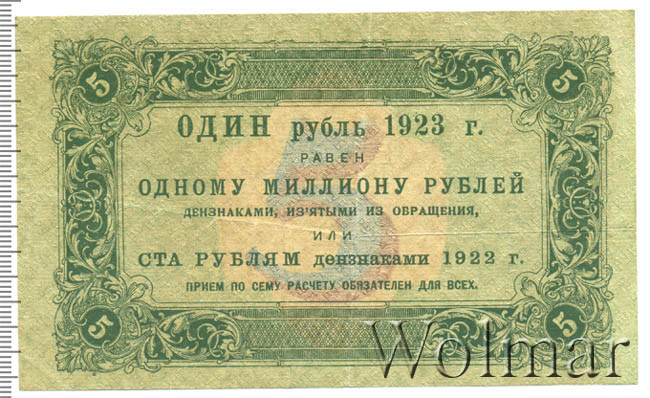 5 5
ОДИН рубль 1923 г.
РАВЕН
ОДНОМУ МИЛЛИОНУ РУБЛЕЙ
ДЕНЗНАКАМИ, ИЗ'ЯТЫМИ ИЗ ОБРАЩЕНИЯ,
ИЛИ
СТА РУБЛЯМ дензнаками 1922 г.
ПРИЕМ ПО СЕМУ РАСЧЕТУ ОБЯЗАТЕЛЕН ДЛЯ ВСЕХ.
5
5 5
Wolmar